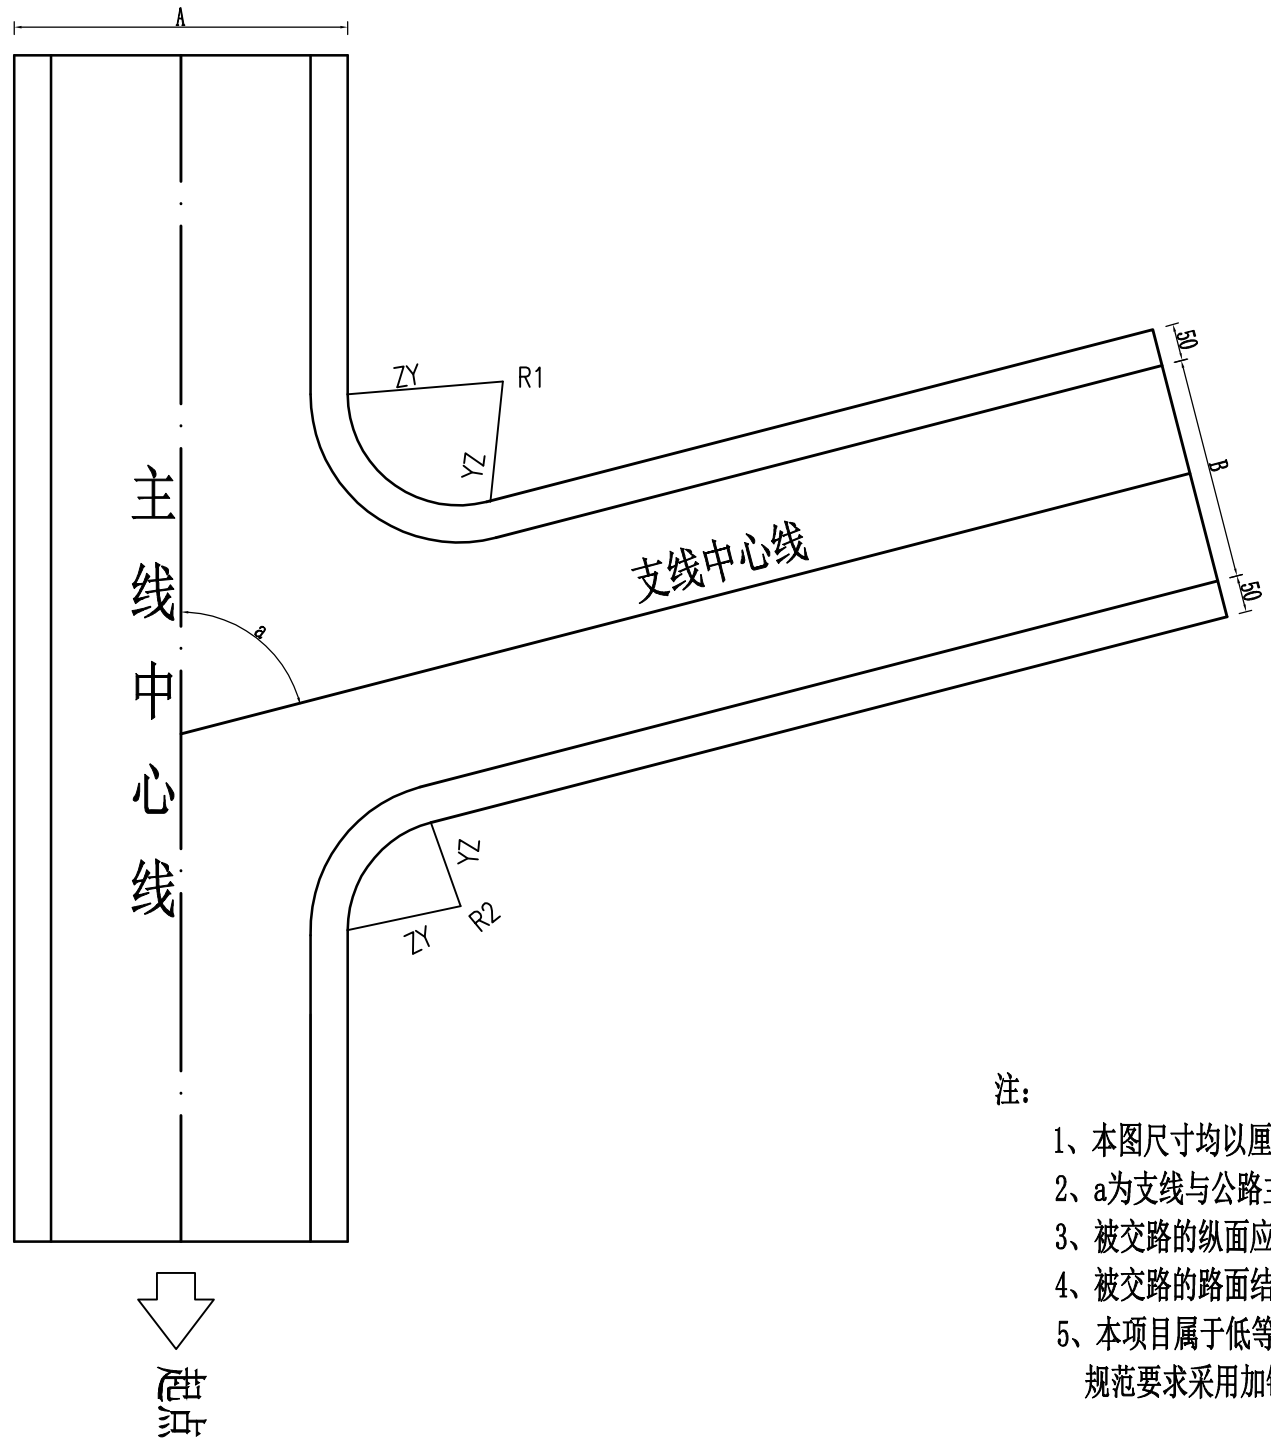 A
ZY
R1
YZ
50
B
50
主线中心线
支线中心线
a
YZ
ZY
R2
起点
注:
1、本图尺寸均以厘
2、a为支线与公路
3、被交路的纵面应
4、被交路的路面结
5、本项目属于低等
规范要求采用加